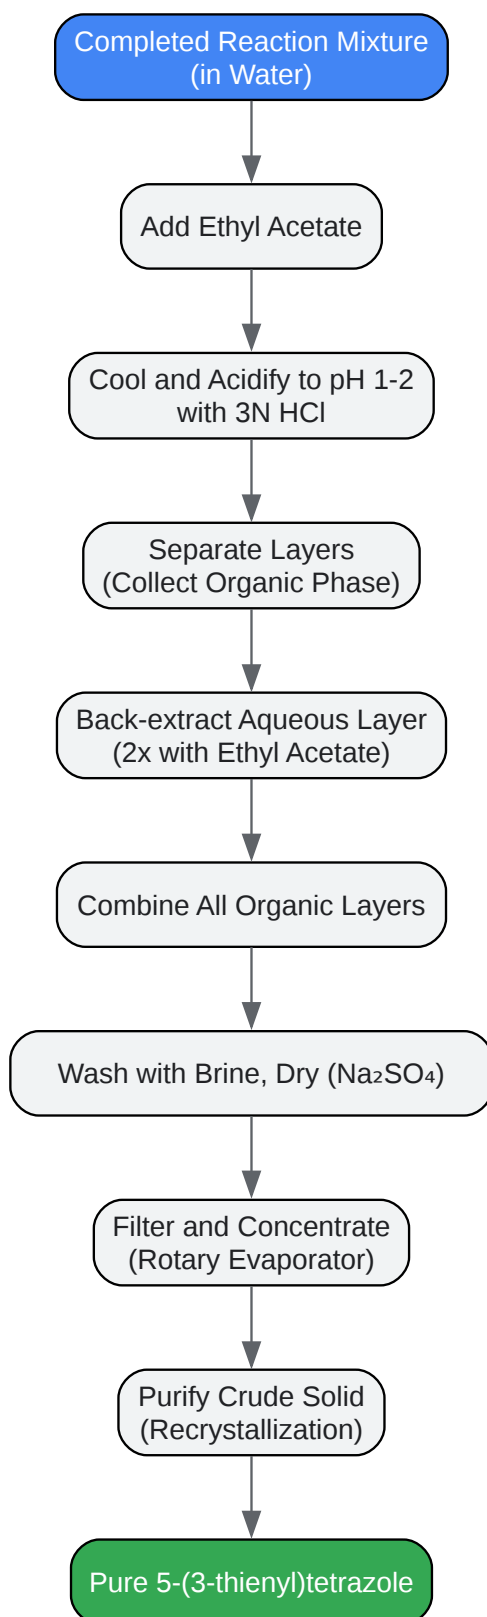 Completed Reaction Mixture
(in Water)
Add Ethyl Acetate
Cool and Acidify to pH 1-2
with 3N HCl
Separate Layers
(Collect Organic Phase)
Back-extract Aqueous Layer
(2x with Ethyl Acetate)
Combine All Organic Layers
Wash with Brine, Dry (Na₂SO₄)
Filter and Concentrate
(Rotary Evaporator)
Purify Crude Solid
(Recrystallization)
Pure 5-(3-thienyl)tetrazole